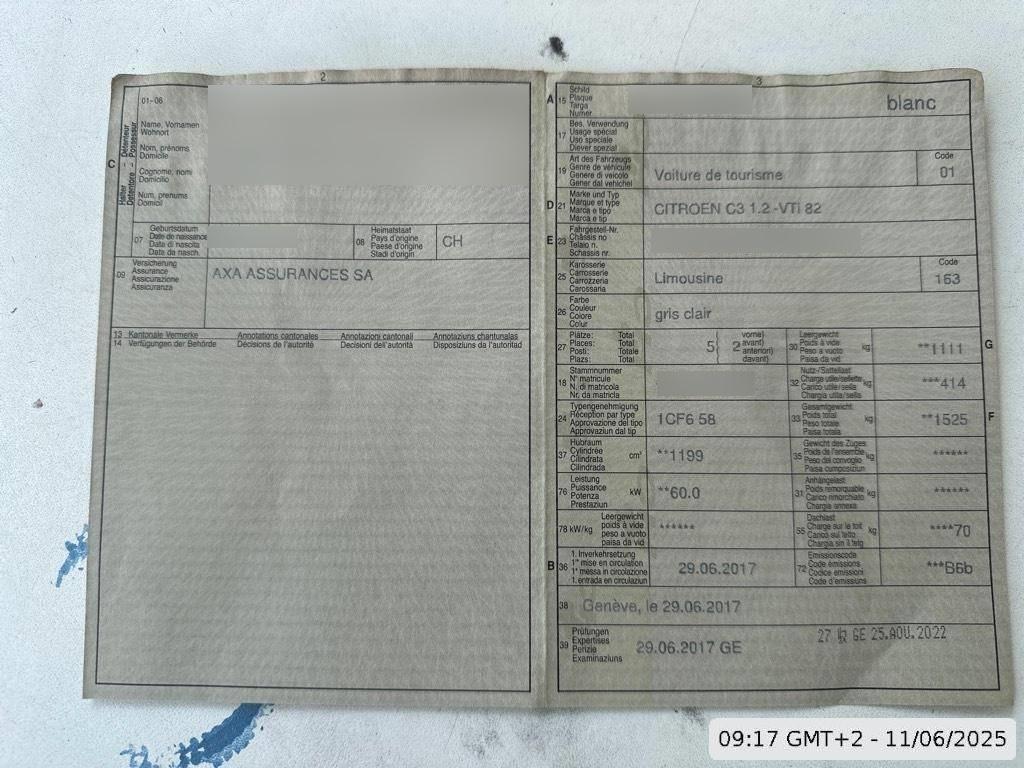 2
01-06
C
Halter – Détenteur
Detentore – Possessur
Name, Vornamen
Wohnort
Nom, prénoms
Domicile
Cognome, nomi
Domicilio
Num, prenums
Domicil
07
Geburtsdatum
Date de naissance
Data di nascita
Data da nasch.
08
Heimatstaat
Pays d'origine
Paese d'origine
Stadi d'origin
CH
09
Versicherung
Assurance
Assicurazione
Assicuranza
AXA ASSURANCES SA
13 Kantonale Vermerke Annotations cantonales Annotazioni cantonali Annotaziuns chantunalas
14 Verfügungen der Behörde Décisions de l'autorité Decisioni dell'autorità Disposiziuns da l'autoritad
3
A 15
Schild
Plaque
Targa
Numer
blanc
17
Bes. Verwendung
Usage spécial
Uso speciale
Diever spezial
19
Art des Fahrzeugs
Genre de véhicule
Genere di veicolo
Gener dal vehichel
Voiture de tourisme
Code
01
D 21
Marke und Typ
Marque et type
Marca e tipo
Marca e tip
CITROEN C3 1.2 -VTi 82
E 23
Fahrgestell-Nr.
Châssis no
Telaio n.
Schassis nr.
25
Karosserie
Carrosserie
Carrozzeria
Carossaria
Limousine
Code
163
26
Farbe
Couleur
Colore
Colur
gris clair
27
Plätze: Total
Places: Total
Posti: Totale
Plazs: Total
5
2
vorne)
avant)
anteriori)
davant)
30
Leergewicht
Poids à vide
Peso a vuoto
Paisa da vid
kg
**1111
G
18
Stammnummer
N° matricule
N. di matricola
Nr. da matricla
32
Nutz-/Sattellast
Charge utile/sellette
Carico utile/sella
Chargia utila/sella
kg
***414
24
Typengenehmigung
Réception par type
Approvazione del tipo
Approvaziun dal tip
1CF6 58
33
Gesamtgewicht
Poids total
Peso totale
Paisa totala
kg
**1525
F
37
Hubraum
Cylindrée
Cilindrata
Cilindrada
cm³
**1199
35
Gewicht des Zuges
Poids de l'ensemble
Peso del convoglio
Paisa cumposiziun
kg
******
76
Leistung
Puissance
Potenza
Prestaziun
kW
**60.0
31
Anhängelast
Poids remorquable
Carico rimorchiato
Chargia annexa
kg
******
78 kW/kg
Leergewicht
poids à vide
peso a vuoto
paisa da vid
******
55
Dachlast
Charge sur le toit
Carico sul tetto
Chargia sin il tetg
kg
****70
B 36
1. Inverkehrsetzung
1re mise en circulation
1a messa in circolazione
1. entrada en circulaziun
29.06.2017
72
Emissionscode
Code émissions
Codice emissioni
Code d'emissiuns
***B6b
38
Genève, le 29.06.2017
39
Prüfungen
Expertises
Perizie
Examinaziuns
29.06.2017 GE
GE 25.AOU.2022
09:17 GMT+2 - 11/06/2025